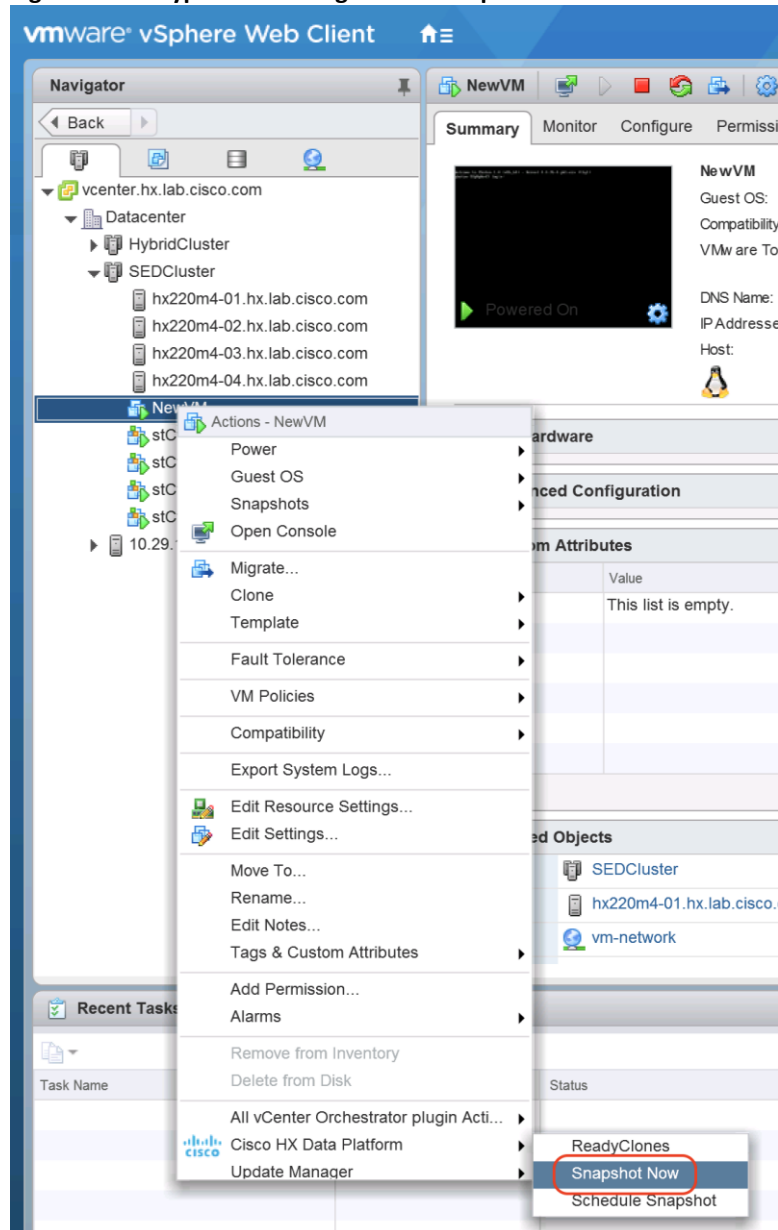 vmware® vSphere Web Client
Navigator
Back
vcenter.hx.lab.cisco.com
Datacenter
HybridCluster
SEDCluster
hx220m4-01.hx.lab.cisco.com
hx220m4-02.hx.lab.cisco.com
hx220m4-03.hx.lab.cisco.com
hx220m4-04.hx.lab.cisco.com
NewVM
stC
stC
stC
stC
10.29.
NewVM
Summary
Monitor
Configure
Permissi
Powered On
NewVM
Guest OS:
Compatibility
VMware To
DNS Name:
IP Addresse
Host:
Actions - NewVM
Power
Guest OS
Snapshots
Open Console
Migrate...
Clone
Template
Fault Tolerance
VM Policies
Compatibility
Export System Logs...
Edit Resource Settings...
Edit Settings...
Move To...
Rename...
Edit Notes...
Tags & Custom Attributes
Add Permission...
Alarms
Remove from Inventory
Delete from Disk
All vCenter Orchestrator plugin Acti...
cisco Cisco HX Data Platform
Update Manager
ReadyClones
Snapshot Now
Schedule Snapshot
ardware
nced Configuration
om Attributes
Value
This list is empty.
ed Objects
SEDCluster
hx220m4-01.hx.lab.cisco.
vm-network
Recent Tasks
Task Name
Status